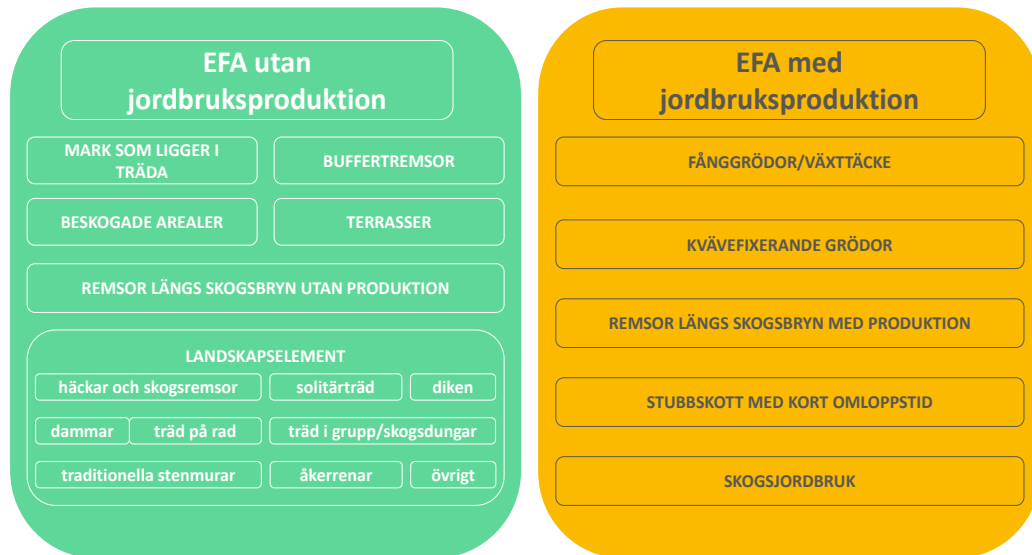 EFA utan
jordbruksproduktion
MARK SOM LIGGER I
TRÄDA
BUFFERTREMSOR
BESKOGADE AREALER
TERRASSER
REMSOR LÄNGS SKOGSBRYN UTAN PRODUKTION
LANDSKAPSELEMENT
häckar och skogsremsor
solitärträd
diken
dammar
träd på rad
träd i grupp/skogsdungar
traditionella stenmurar
åkerrenar
övrigt
EFA med
jordbruksproduktion
FÅNGGRÖDOR/VÄXTTÄCKE
KVÄVEFIXERANDE GRÖDOR
REMSOR LÄNGS SKOGSBRYN MED PRODUKTION
STUBBSKOTT MED KORT OMLOPPSTID
SKOGSJORDBRUK